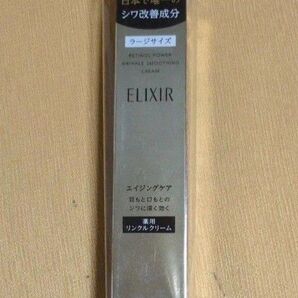 日本で唯一の
シワ改善成分
ラージサイズ
RETINOL POWER
WRINKLE SMOOTHING
CREAM
ELIXIR
エイジングケア
目もと口もとの
シワに深く効く
薬用
リンクルクリーム